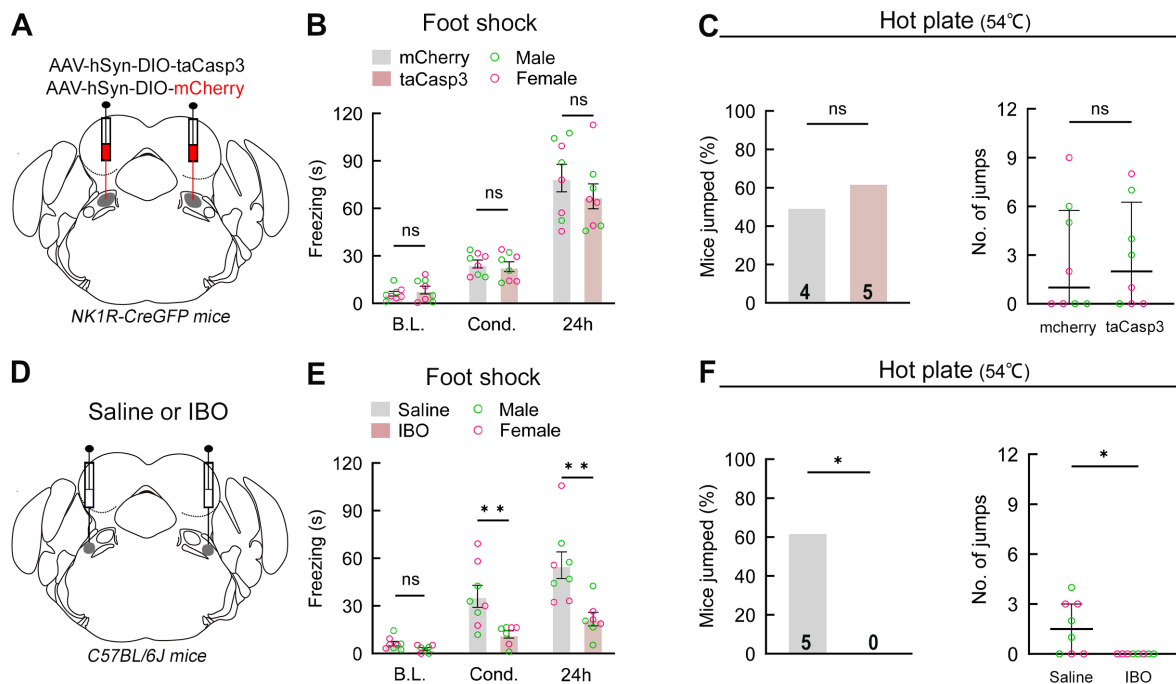 A
AAV-hSyn-DIO-taCasp3
AAV-hSyn-DIO-mCherry
NK1R-CreGFP mice
B
Foot shock
mCherry
Male
taCasp3
Female
Freezing (s)
120
90
60
30
0
ns
ns
ns
B.L.
Cond.
24h
C
Hot plate (54℃)
Mice jumped (%)
100
80
60
40
20
0
ns
4
5
No. of jumps
12
9
6
3
0
ns
mcherry
taCasp3
D
Saline or IBO
C57BL/6J mice
E
Foot shock
Saline
Male
IBO
Female
Freezing (s)
120
90
60
30
0
ns
**
**
B.L.
Cond.
24h
F
Hot plate (54℃)
Mice jumped (%)
100
80
60
40
20
0
*
5
0
No. of jumps
12
9
6
3
0
*
Saline
IBO